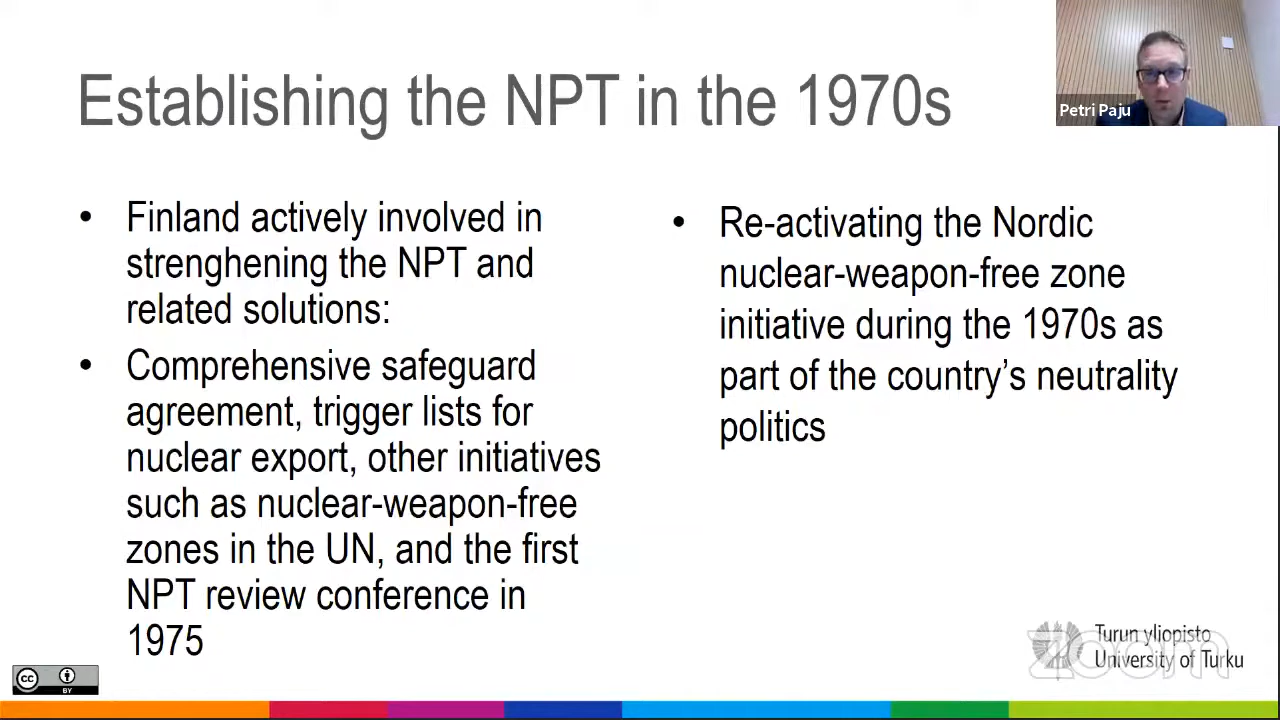 Establishing the NPT in the 1970s
Petri Paju
• Finland actively involved in
strenghening the NPT and
related solutions:
• Comprehensive safeguard
agreement, trigger lists for
nuclear export, other initiatives
such as nuclear-weapon-free
zones in the UN, and the first
NPT review conference in
1975
• Re-activating the Nordic
nuclear-weapon-free zone
initiative during the 1970s as
part of the country’s neutrality
politics
Turun yliopisto
University of Turku
zoom
cc
BY